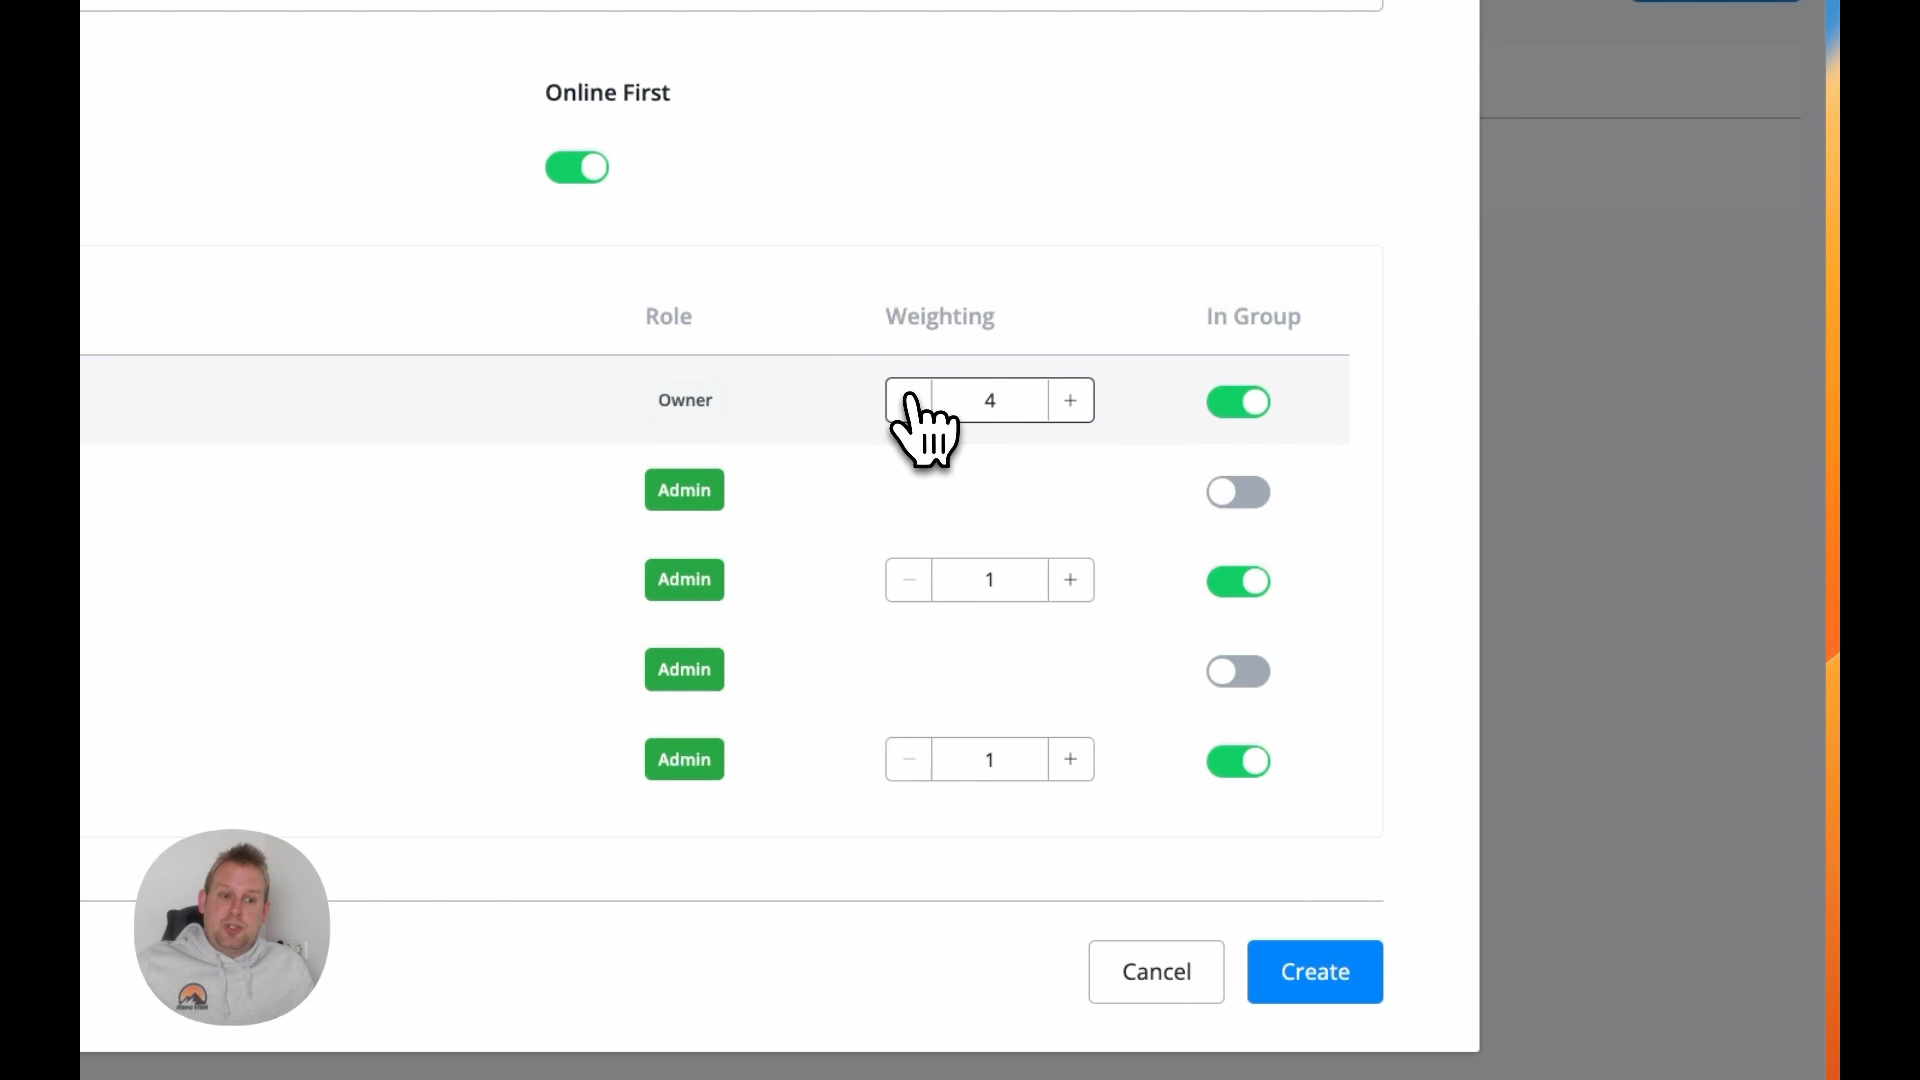 Online First
Role Weighting In Group
Owner 4 +
Admin
Admin − 1 +
Admin
Admin − 1 +
Cancel Create